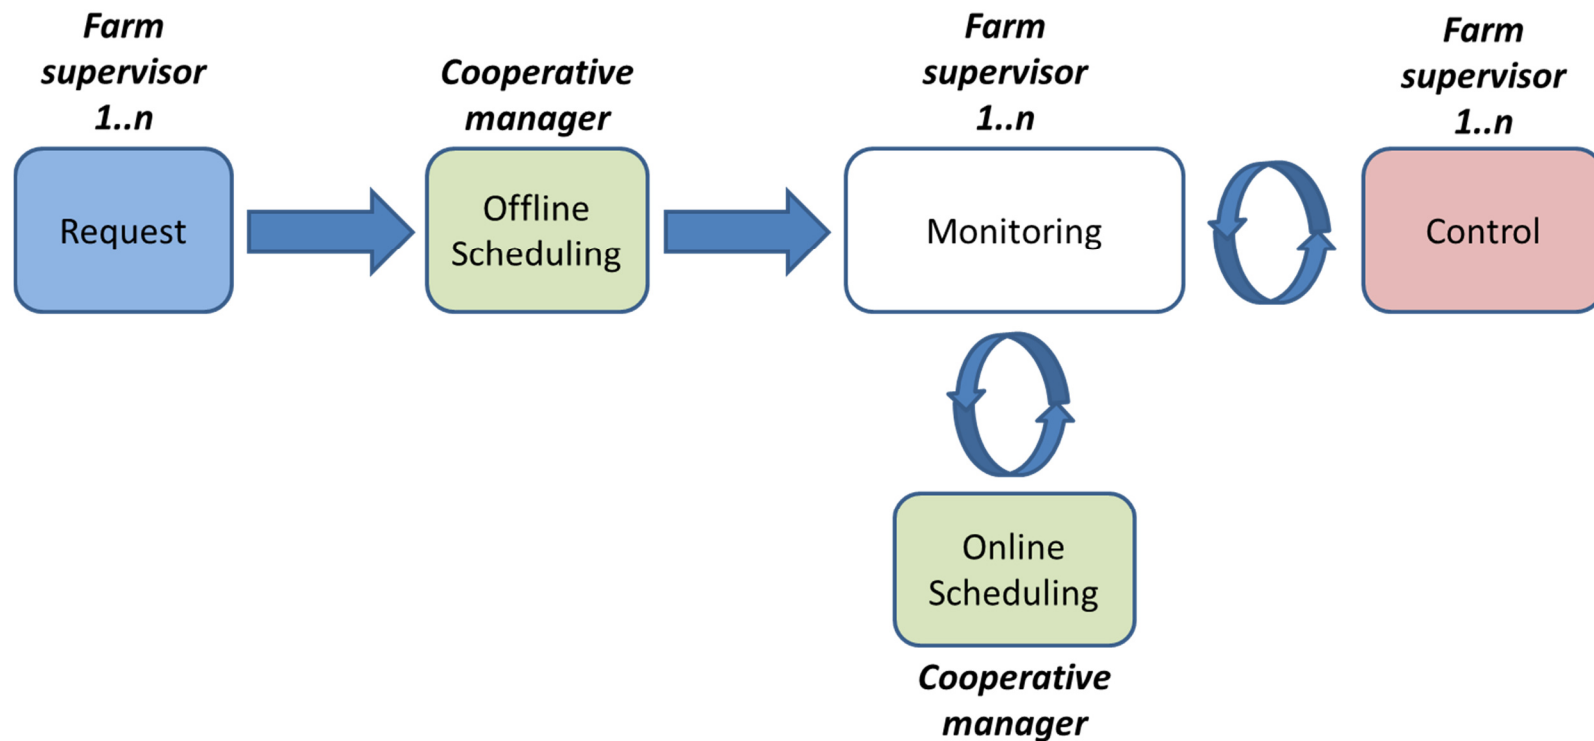 Farm
supervisor
1..n
Request
Cooperative
manager
Offline
Scheduling
Farm
supervisor
1..n
Monitoring
Farm
supervisor
1..n
Control
Online
Scheduling
Cooperative
manager